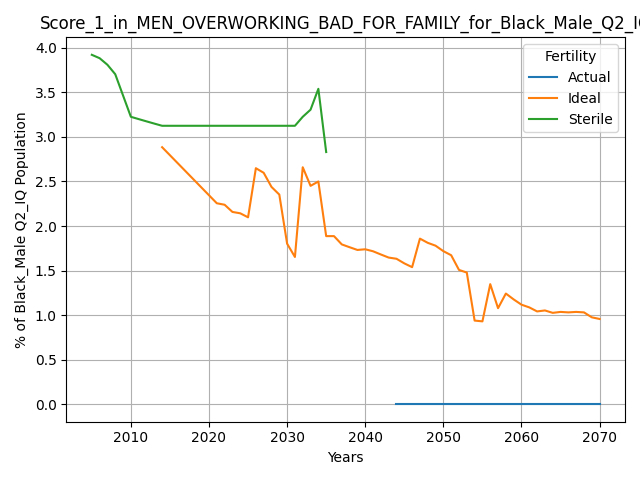 Score_1_in_MEN_OVERWORKING_BAD_FOR_FAMILY_for_Black_Male_Q2_IQ
Fertility
Actual
Ideal
Sterile
% of Black_Male Q2_IQ Population
4.0
3.5
3.0
2.5
2.0
1.5
1.0
0.5
0.0
2010 2020 2030 2040 2050 2060 2070
Years